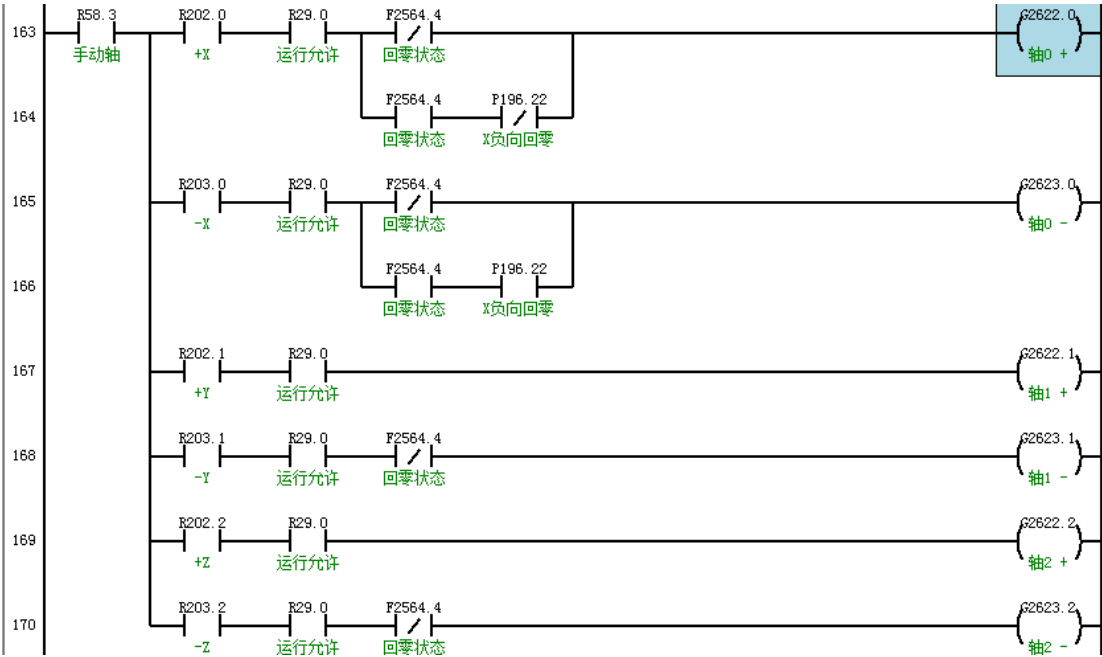 R58.3 R202.0 R29.0 F2564.4 G2622.0
163
手动轴 +X 运行允许 回零状态 轴0 +
F2564.4 P196.22
164
回零状态 X负向回零
R203.0 R29.0 F2564.4 G2623.0
165
-X 运行允许 回零状态 轴0 -
F2564.4 P196.22
166
回零状态 X负向回零
R202.1 R29.0 G2622.1
167
+Y 运行允许 轴1 +
R203.1 R29.0 F2564.4 G2623.1
168
-Y 运行允许 回零状态 轴1 -
R202.2 R29.0 G2622.2
169
+Z 运行允许 轴2 +
R203.2 R29.0 F2564.4 G2623.2
170
-Z 运行允许 回零状态 轴2 -